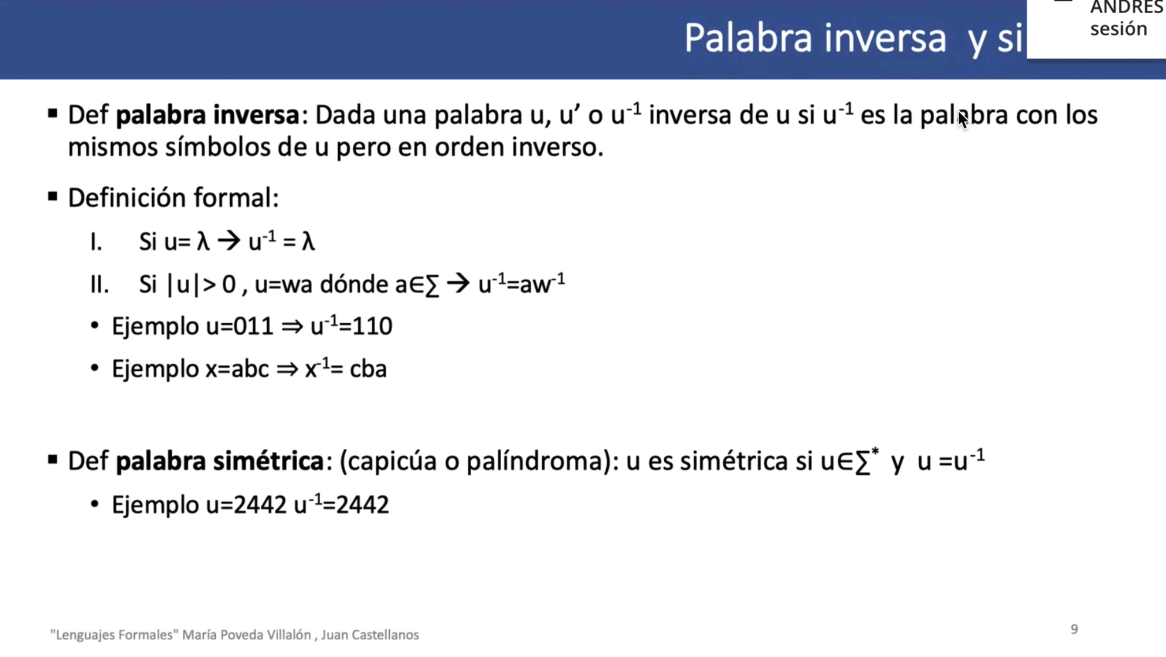 Palabra inversa y si
ANDRES
sesión
▪ Def palabra inversa: Dada una palabra u, u’ o u⁻¹ inversa de u si u⁻¹ es la palabra con los
mismos símbolos de u pero en orden inverso.
▪ Definición formal:
I. Si u= λ → u⁻¹ = λ
II. Si |u|> 0 , u=wa dónde a∈∑ → u⁻¹=aw⁻¹
• Ejemplo u=011 ⇒ u⁻¹=110
• Ejemplo x=abc ⇒ x⁻¹= cba
▪ Def palabra simétrica: (capicúa o palíndroma): u es simétrica si u∈∑* y u =u⁻¹
• Ejemplo u=2442 u⁻¹=2442
"Lenguajes Formales" María Poveda Villalón , Juan Castellanos
9